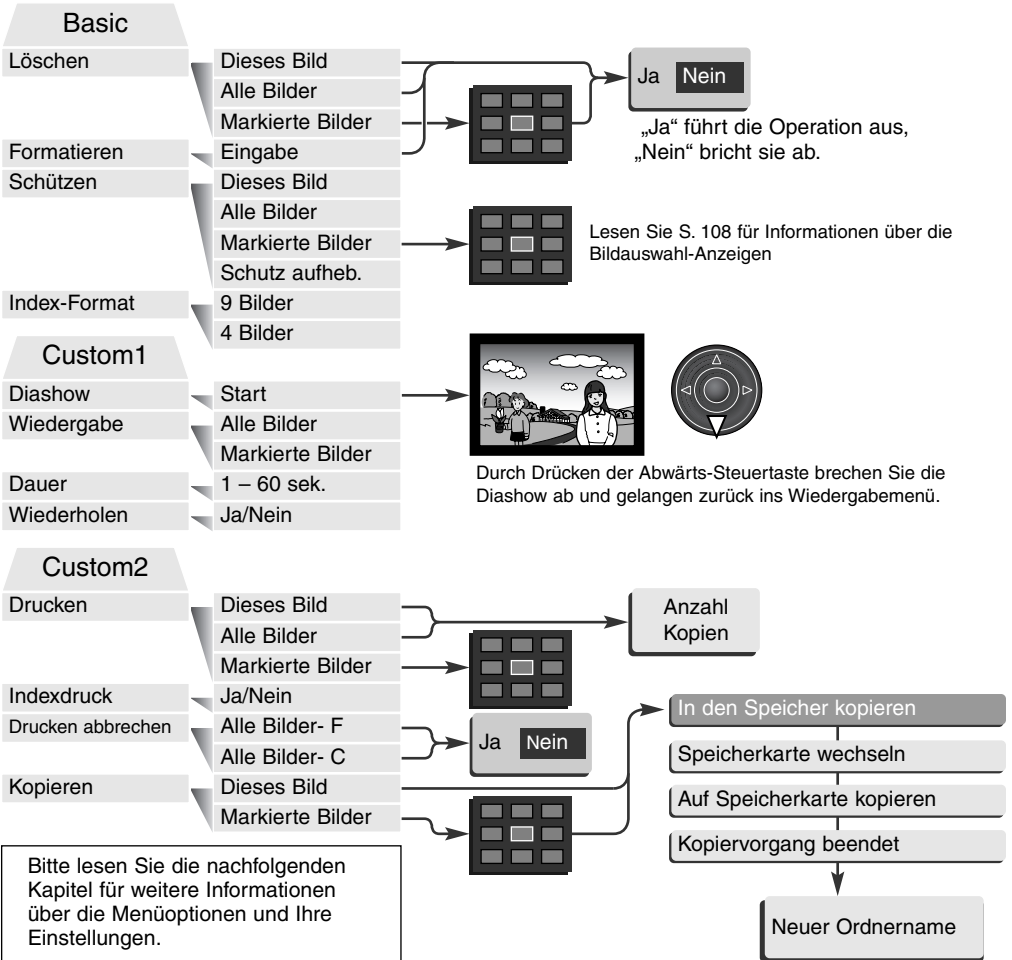 Basic
Löschen
Dieses Bild
Alle Bilder
Markierte Bilder
Ja Nein
„Ja“ führt die Operation aus,
„Nein“ bricht sie ab.
Formatieren
Eingabe
Schützen
Dieses Bild
Alle Bilder
Markierte Bilder
Schutz aufheb.
Lesen Sie S. 108 für Informationen über die
Bildauswahl-Anzeigen
Index-Format
9 Bilder
4 Bilder
Custom1
Diashow
Start
Wiedergabe
Alle Bilder
Markierte Bilder
Dauer
1 – 60 sek.
Wiederholen
Ja/Nein
Durch Drücken der Abwärts-Steuertaste brechen Sie die
Diashow ab und gelangen zurück ins Wiedergabemenü.
Custom2
Drucken
Dieses Bild
Alle Bilder
Markierte Bilder
Anzahl
Kopien
Indexdruck
Ja/Nein
Drucken abbrechen
Alle Bilder- F
Alle Bilder- C
Ja Nein
Kopieren
Dieses Bild
Markierte Bilder
In den Speicher kopieren
Speicherkarte wechseln
Auf Speicherkarte kopieren
Kopiervorgang beendet
Neuer Ordnername
Bitte lesen Sie die nachfolgenden
Kapitel für weitere Informationen
über die Menüoptionen und Ihre
Einstellungen.